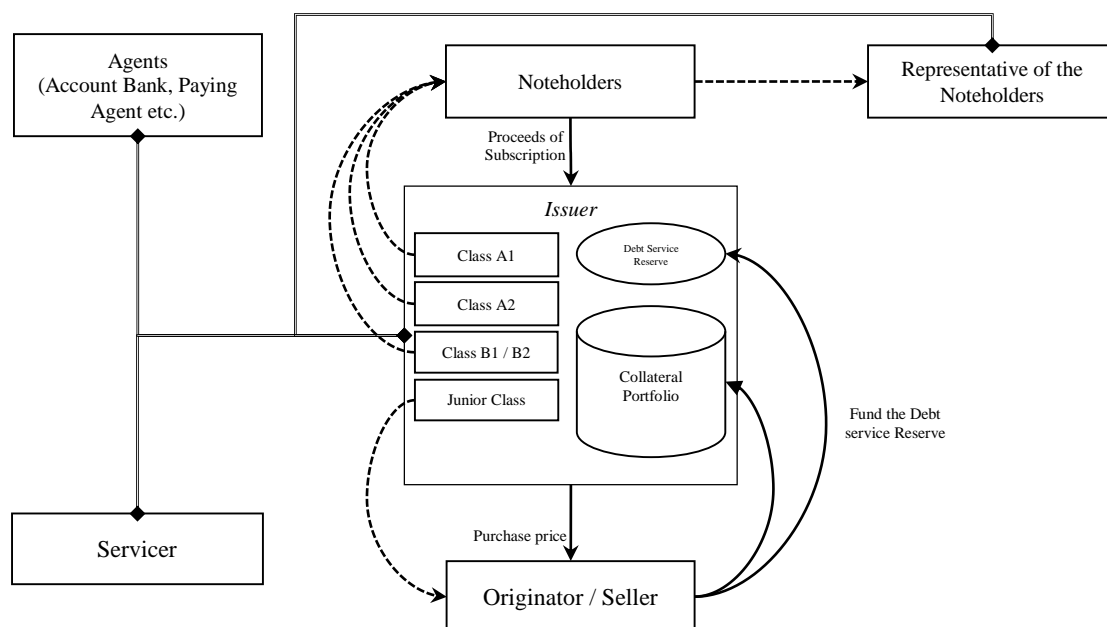 Agents
(Account Bank, Paying
Agent etc.)
Noteholders
Representative of the
Noteholders
Proceeds of
Subscription
Issuer
Class A1
Debt Service
Reserve
Class A2
Class B1 / B2
Collateral
Portfolio
Junior Class
Fund the Debt
service Reserve
Servicer
Purchase price
Originator / Seller